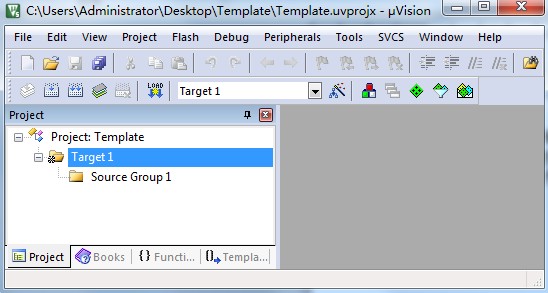 C:\Users\Administrator\Desktop\Template\Template.uvprojx - µVision
File Edit View Project Flash Debug Peripherals Tools SVCS Window Help
LOAD Target 1
Project
Project: Template
Target 1
Source Group 1
Project Books {} Functi... {} Templa...